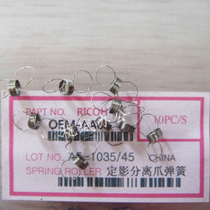 PART NO. RICOH
OEM-AA0 10PC/S
LOT NO. A -1035/45 CHINA
SPRING ROLLER 定影分离爪弹簧